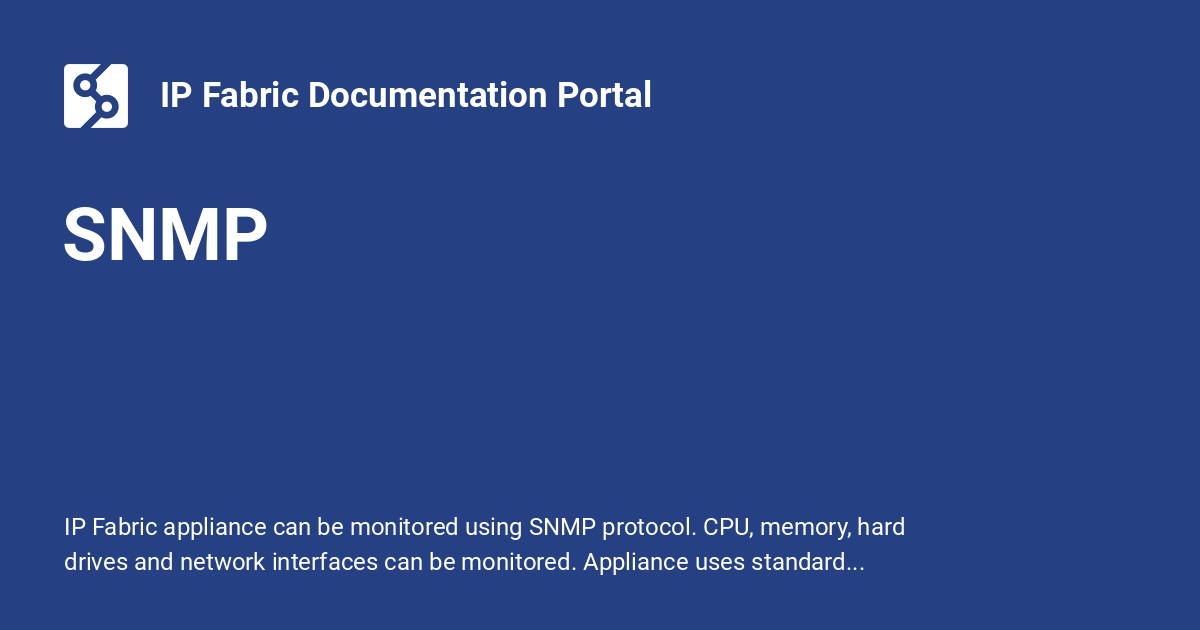 IP Fabric Documentation Portal
SNMP
IP Fabric appliance can be monitored using SNMP protocol. CPU, memory, hard
drives and network interfaces can be monitored. Appliance uses standard...